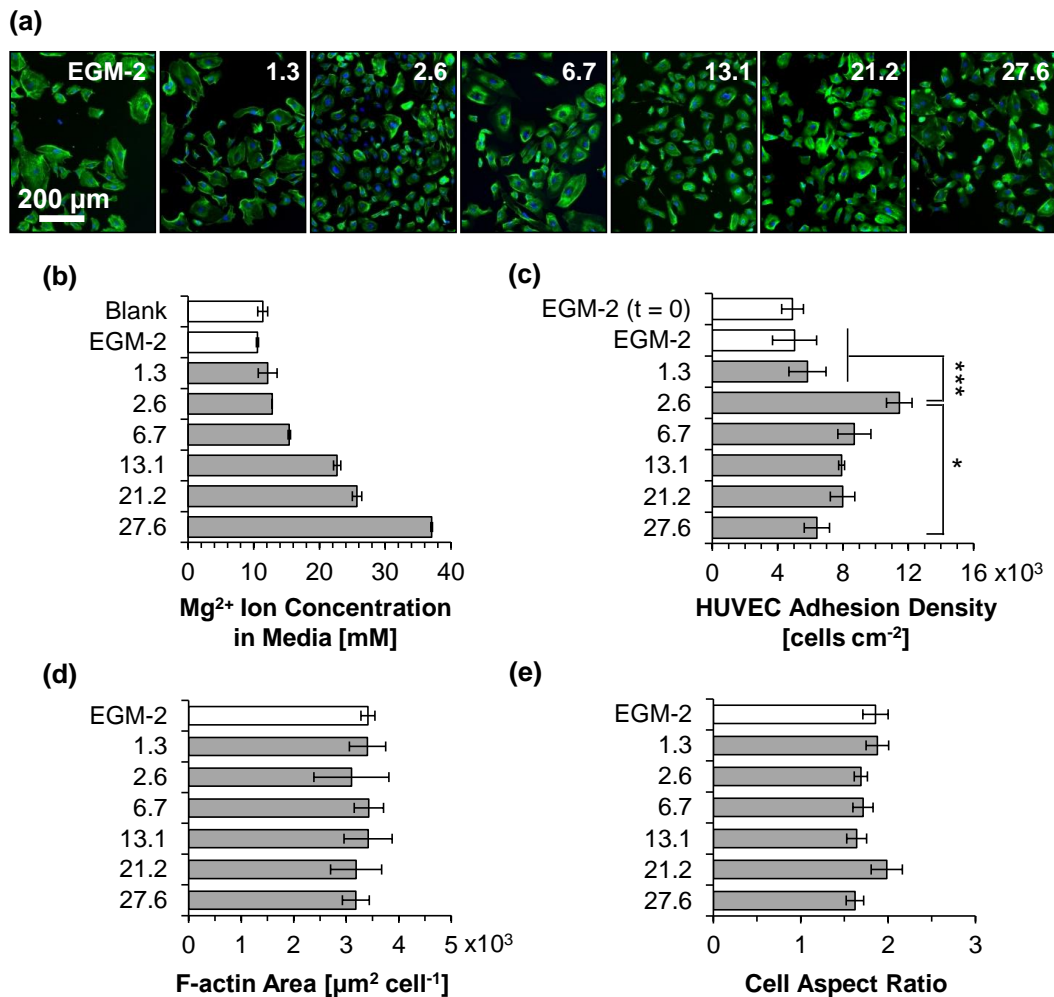 (a)
EGM-2 1.3 2.6 6.7 13.1 21.2 27.6
200 µm
(b)
Blank
EGM-2
1.3
2.6
6.7
13.1
21.2
27.6
0 10 20 30 40
Mg²⁺ Ion Concentration
in Media [mM]
(c)
EGM-2 (t = 0)
EGM-2
1.3
2.6
6.7
13.1
21.2
27.6
***
*
0 4 8 12 16 x10³
HUVEC Adhesion Density
[cells cm⁻²]
(d)
EGM-2
1.3
2.6
6.7
13.1
21.2
27.6
0 1 2 3 4 5 x10³
F-actin Area [µm² cell⁻¹]
(e)
EGM-2
1.3
2.6
6.7
13.1
21.2
27.6
0 1 2 3
Cell Aspect Ratio